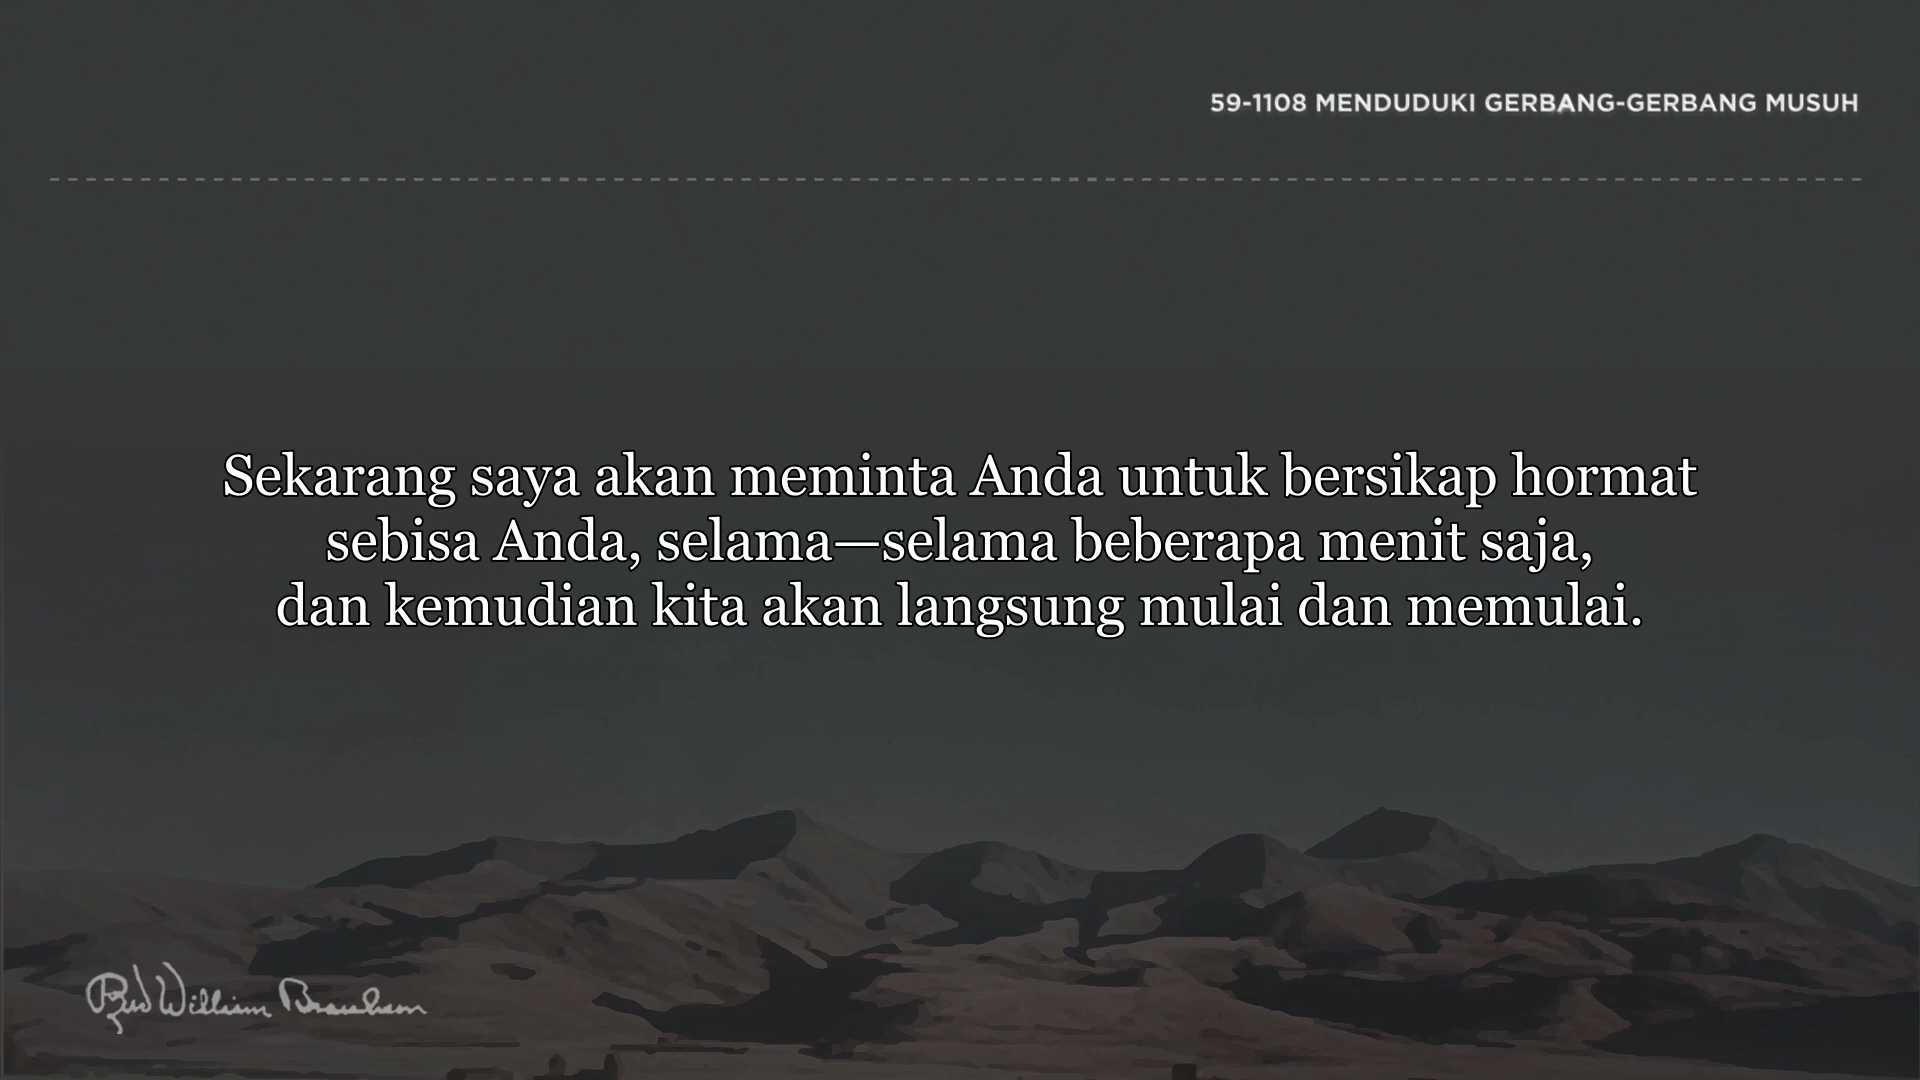 59-1108 MENDUDUKI GERBANG-GERBANG MUSUH
Sekarang saya akan meminta Anda untuk bersikap hormat
sebisa Anda, selama—selama beberapa menit saja,
dan kemudian kita akan langsung mulai dan memulai.
Rev William Branham